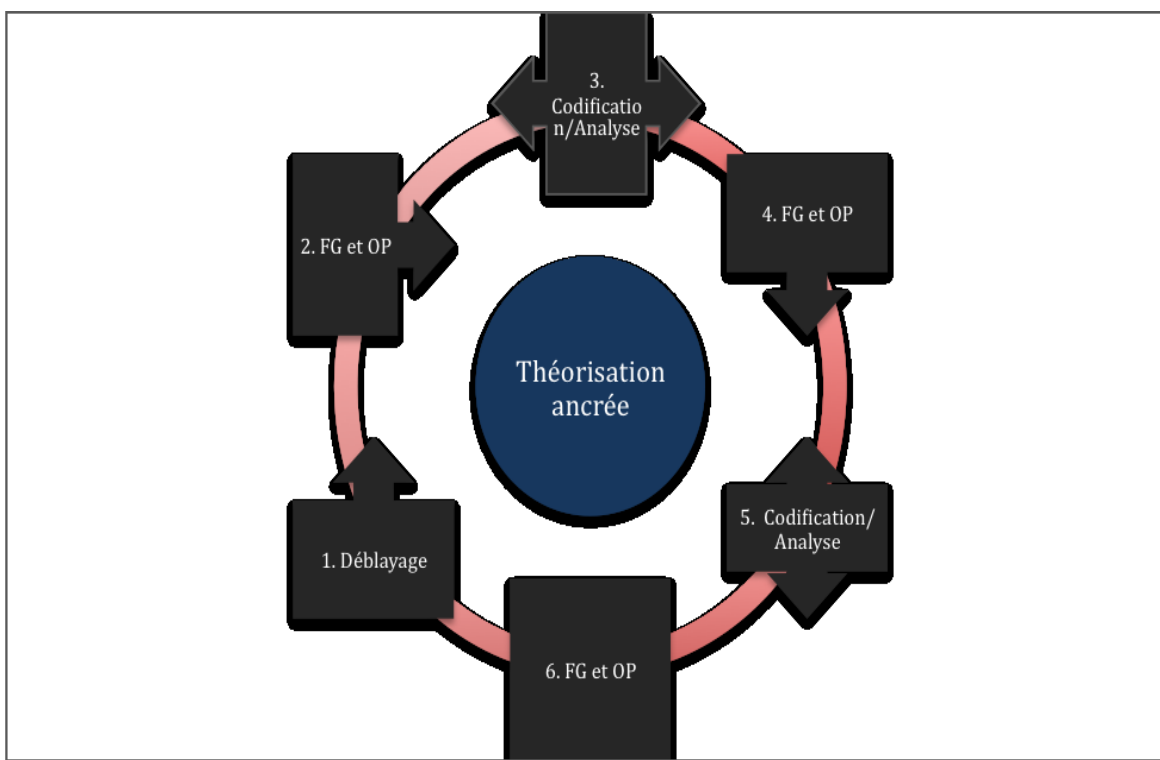 3.
Codificatio
n/Analyse
4. FG et OP
2. FG et OP
Théorisation
ancrée
5. Codification/
Analyse
1. Déblayage
6. FG et OP